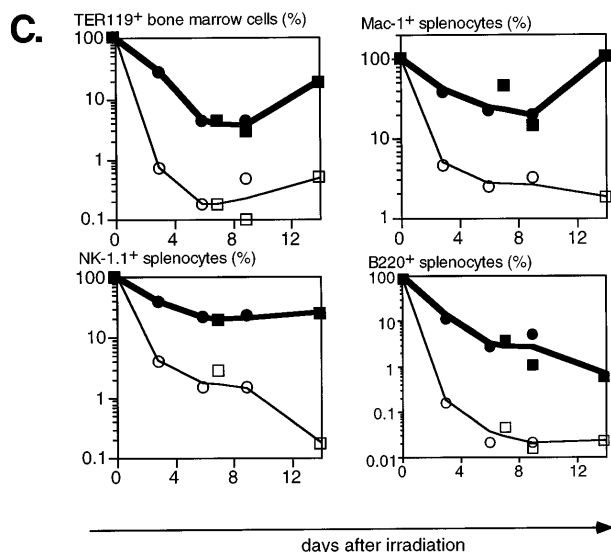 C.
TER119+ bone marrow cells (%)
100
10
1
0.1
0 4 8 12
Mac-1+ splenocytes (%)
100
10
1
0 4 8 12
NK-1.1+ splenocytes (%)
100
10
1
0.1
0 4 8 12
B220+ splenocytes (%)
100
10
1
0.1
0.01
0 4 8 12
days after irradiation